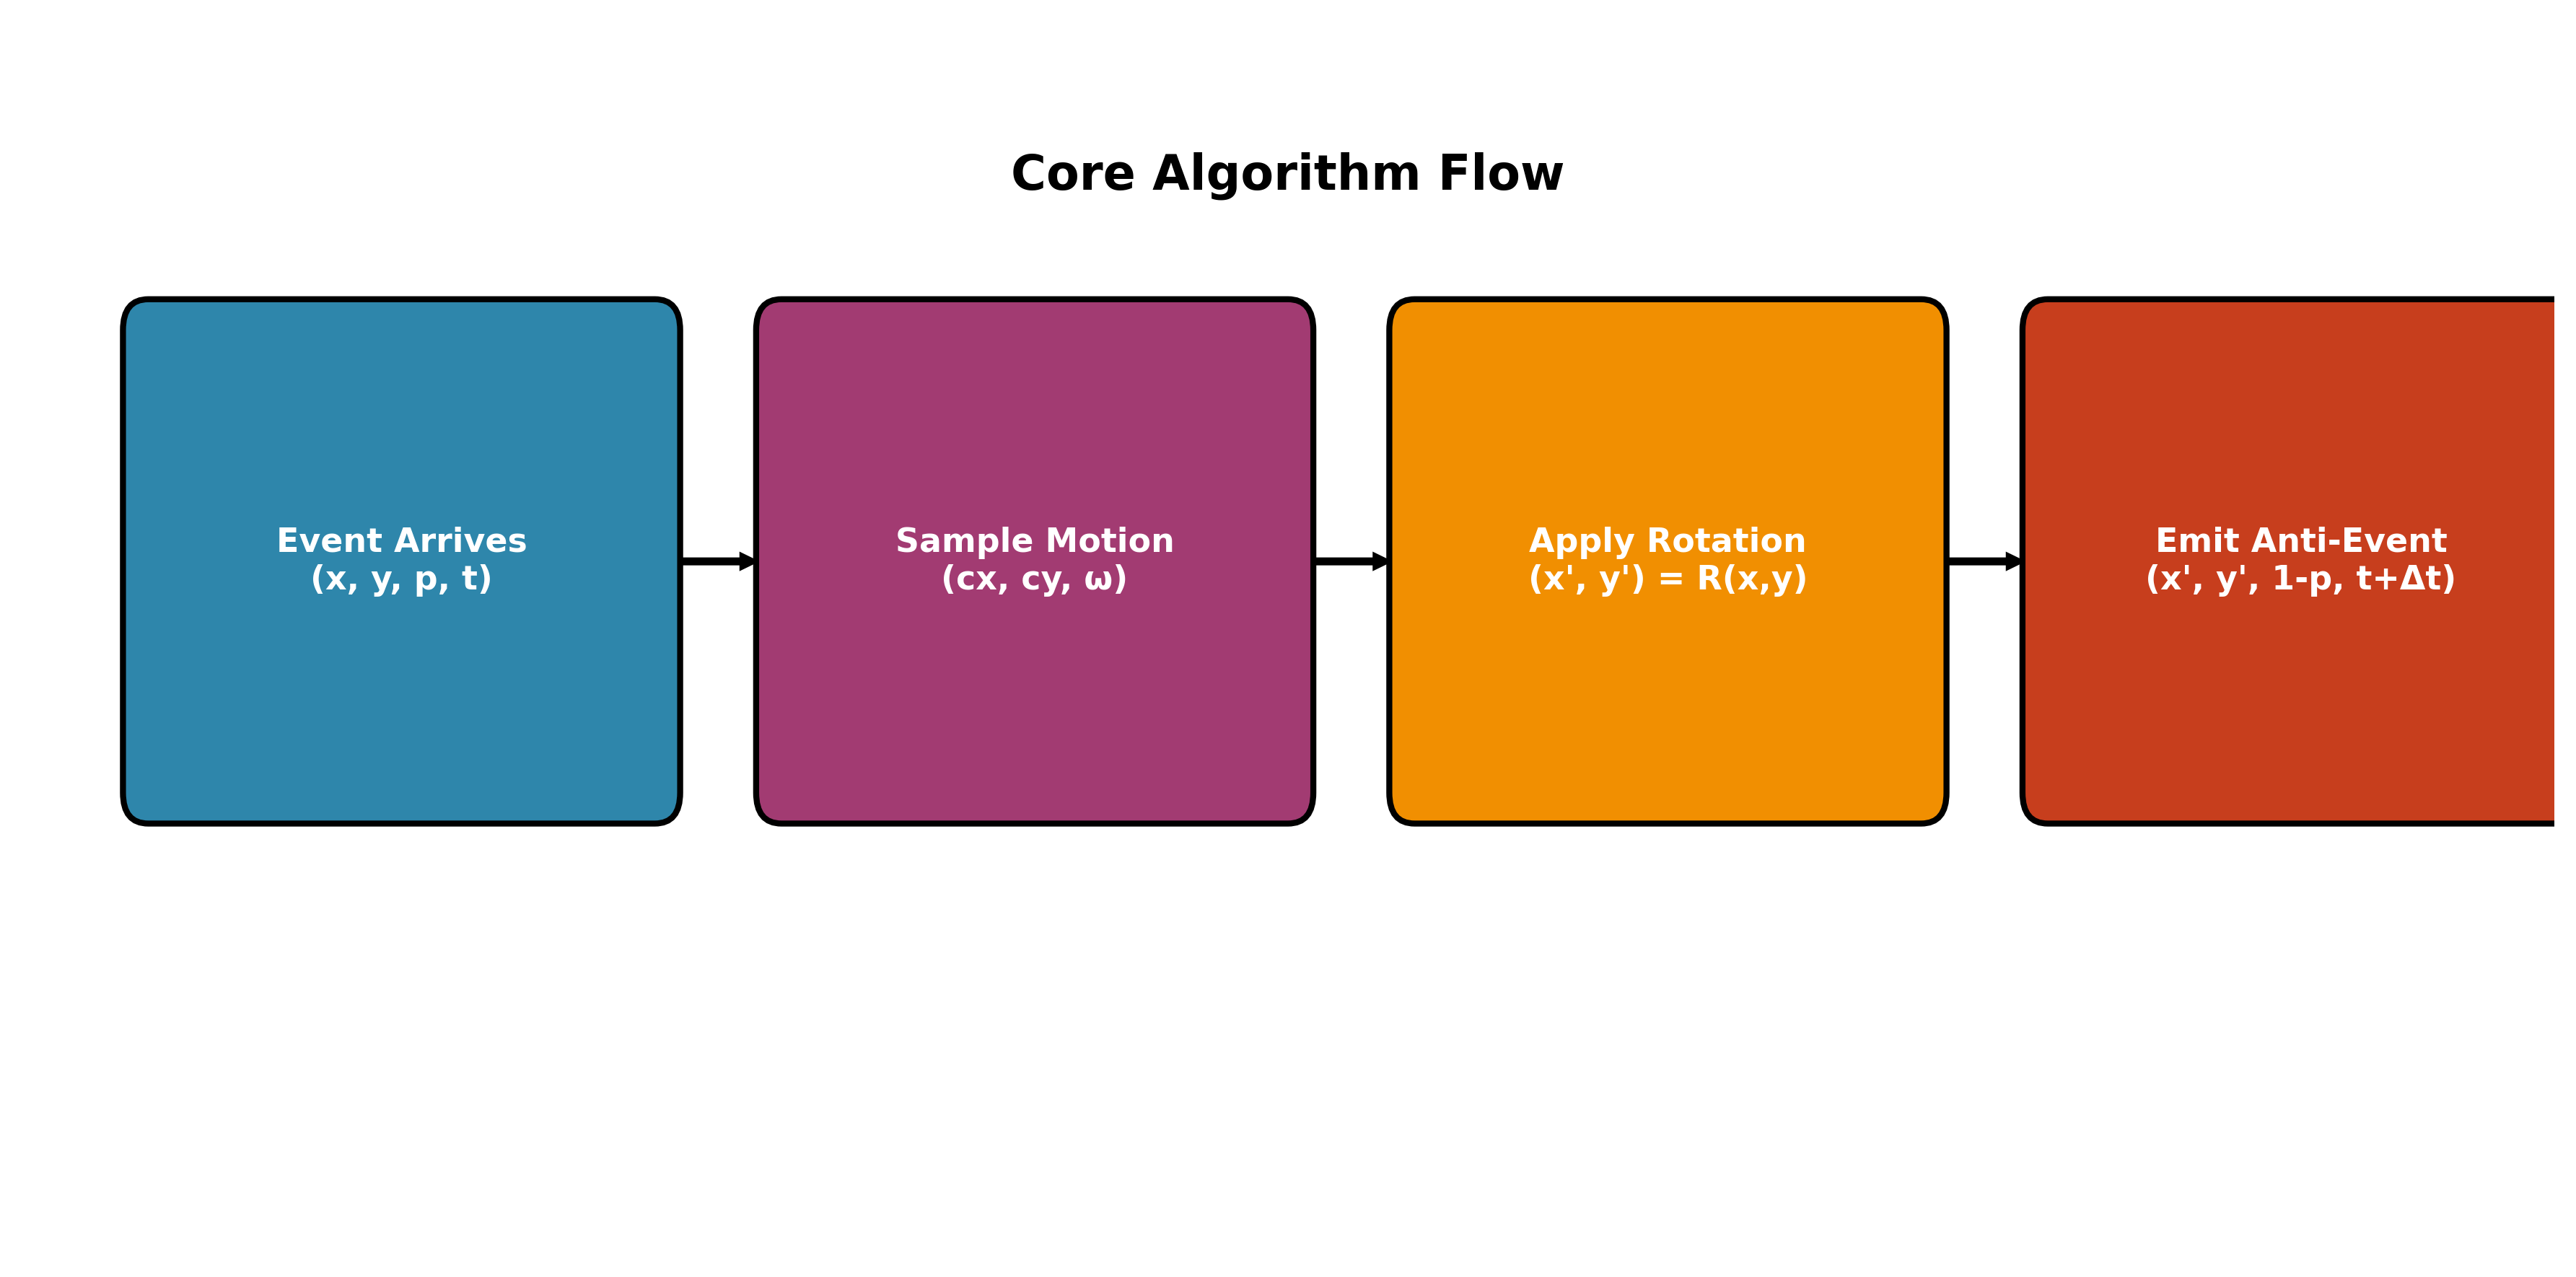 Core Algorithm Flow
Event Arrives
(x, y, p, t)
Sample Motion
(cx, cy, ω)
Apply Rotation
(x', y') = R(x,y)
Emit Anti-Event
(x', y', 1-p, t+Δt)